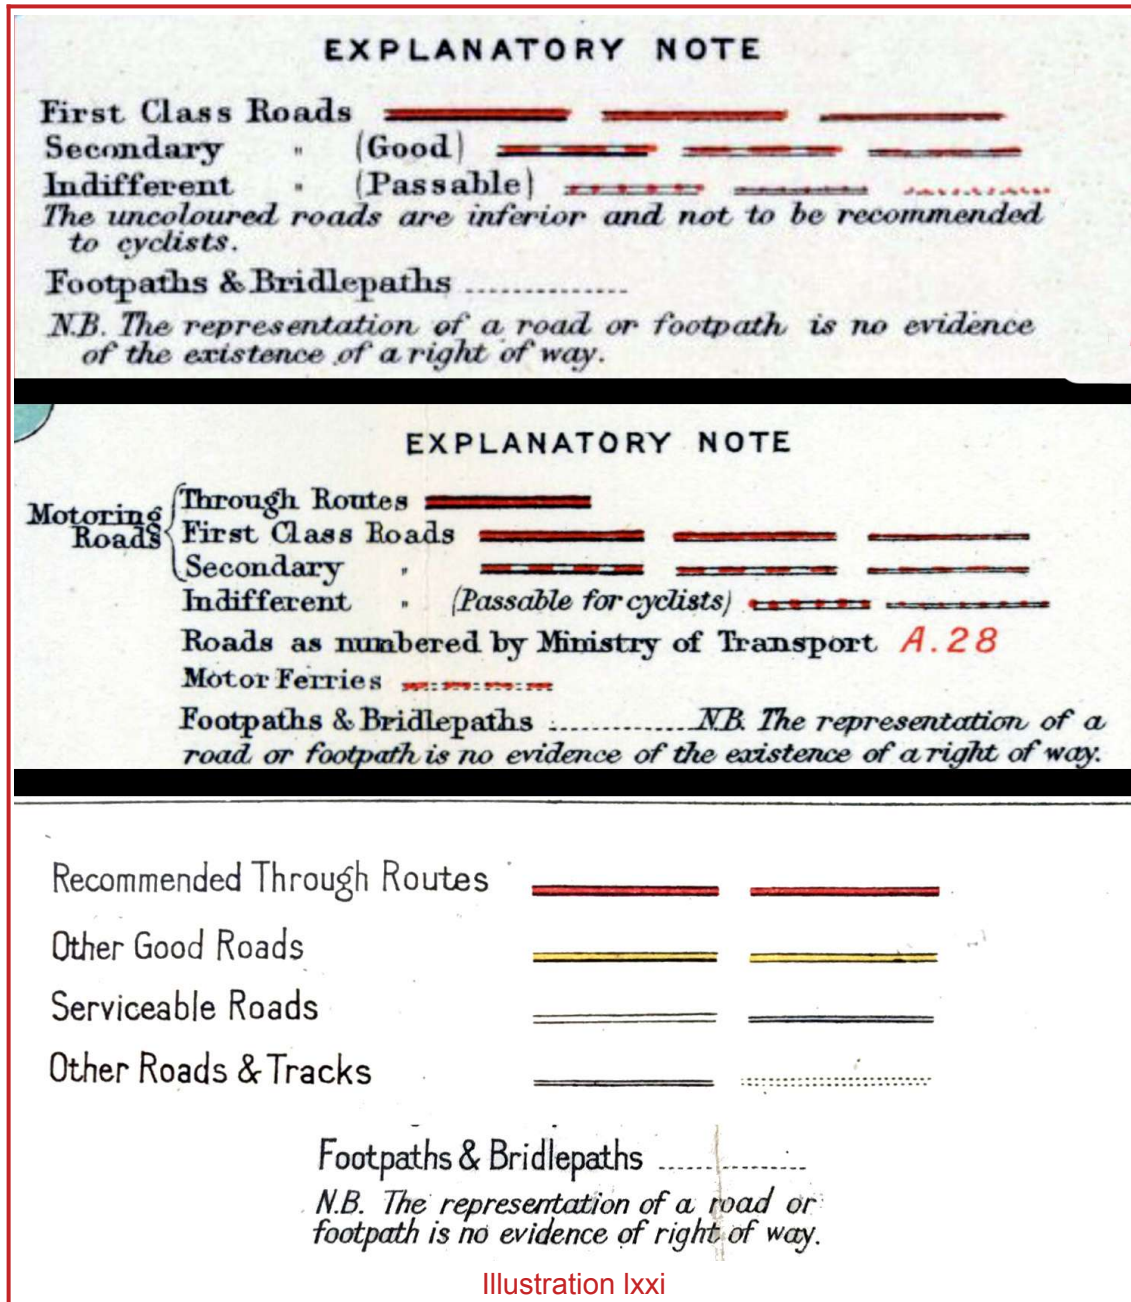 EXPLANATORY NOTE
First Class Roads
Secondary " (Good)
Indifferent " (Passable)
The uncoloured roads are inferior and not to be recommended
to cyclists.
Footpaths & Bridlepaths ..............
N.B. The representation of a road or footpath is no evidence
of the existence of a right of way.
EXPLANATORY NOTE
Motoring Roads
Through Routes
First Class Roads
Secondary "
Indifferent " (Passable for cyclists)
Roads as numbered by Ministry of Transport A.28
Motor Ferries
Footpaths & Bridlepaths .............. N.B. The representation of a
road or footpath is no evidence of the existence of a right of way.
Recommended Through Routes
Other Good Roads
Serviceable Roads
Other Roads & Tracks
Footpaths & Bridlepaths ..............
N.B. The representation of a road or
footpath is no evidence of right of way.
Illustration lxxi